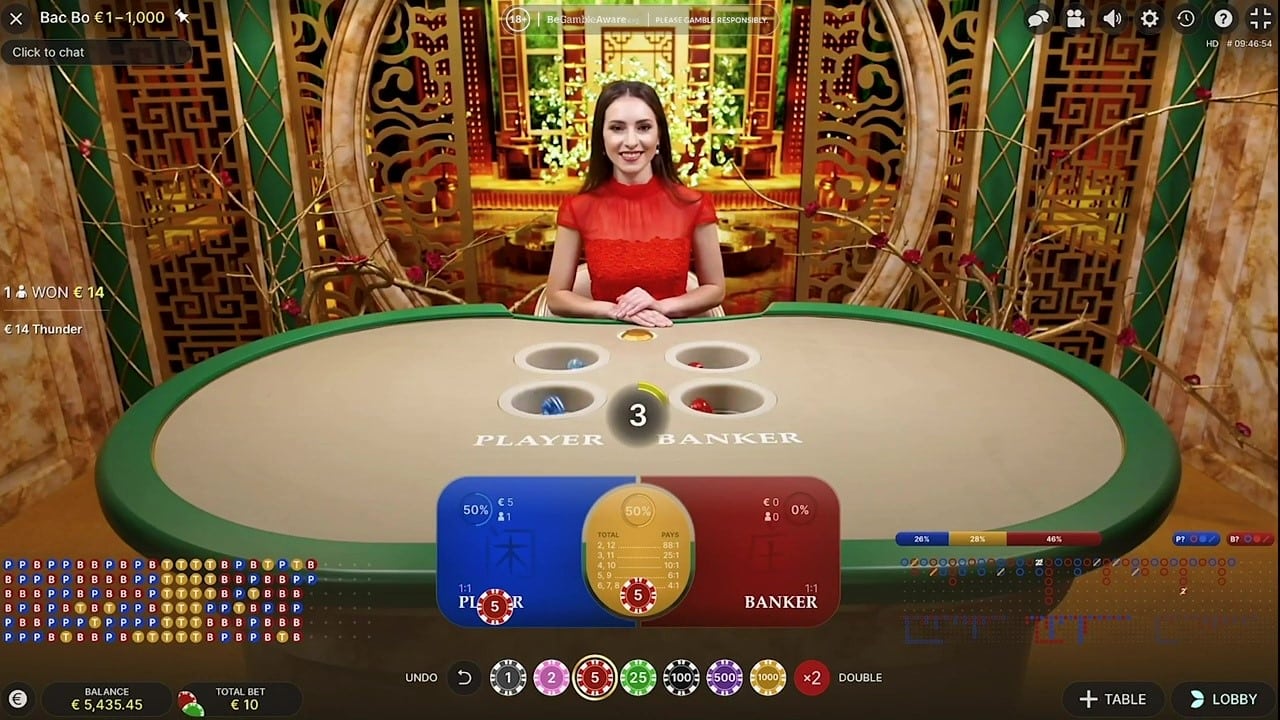 Bac Bo €1–1,000
18+ BeGambleAware PLEASE GAMBLE RESPONSIBLY.
Click to chat
HD # 09:46:54
1 WON € 14
€ 14 Thunder
3
PLAYER BANKER
50% € 5
1
50%
€ 0 0%
0
TOTAL PAYS
2, 12 88:1
3, 11 25:1
4, 10 10:1
5, 9 6:1
6, 7, 8 4:1
闲
1:1
5
5
1:1
BANKER
26% 28% 46%
P? B?
UNDO 1 2 5 25 100 500 1000 ×2 DOUBLE
BALANCE
€ 5,435.45
TOTAL BET
€ 10
TABLE
LOBBY